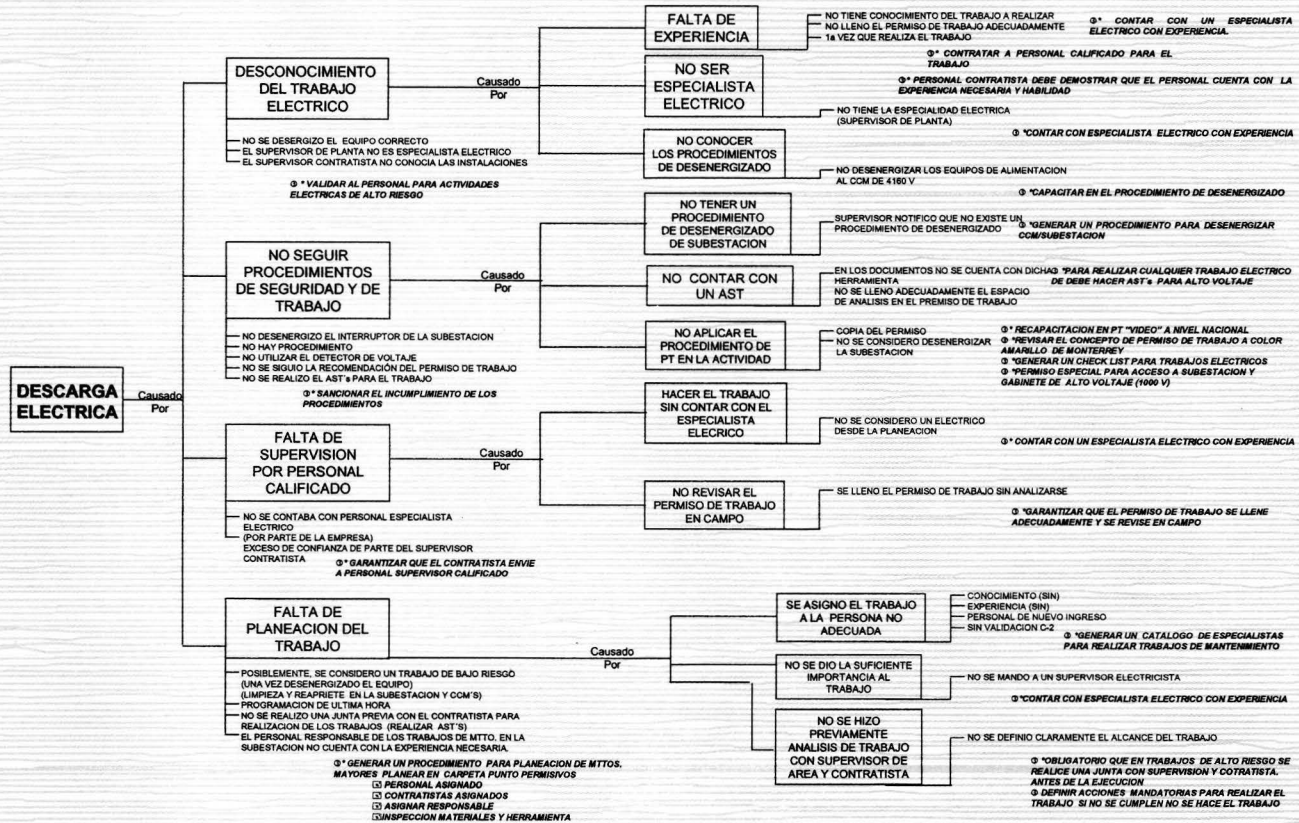 DESCARGA
ELECTRICA
Causado
Por
DESCONOCIMIENTO
DEL TRABAJO
ELECTRICO
NO SE DESERGIZO EL EQUIPO CORRECTO
EL SUPERVISOR DE PLANTA NO ES ESPECIALISTA ELECTRICO
EL SUPERVISOR CONTRATISTA NO CONOCIA LAS INSTALACIONES
③* VALIDAR AL PERSONAL PARA ACTIVIDADES
ELECTRICAS DE ALTO RIESGO
Causado
Por
FALTA DE
EXPERIENCIA
NO TIENE CONOCIMIENTO DEL TRABAJO A REALIZAR
NO LLENO EL PERMISO DE TRABAJO ADECUADAMENTE
1a VEZ QUE REALIZA EL TRABAJO
③* CONTAR CON UN ESPECIALISTA
ELECTRICO CON EXPERIENCIA.
③* CONTRATAR A PERSONAL CALIFICADO PARA EL
TRABAJO
NO SER
ESPECIALISTA
ELECTRICO
③* PERSONAL CONTRATISTA DEBE DEMOSTRAR QUE EL PERSONAL CUENTA CON LA
EXPERIENCIA NECESARIA Y HABILIDAD
NO TIENE LA ESPECIALIDAD ELECTRICA
(SUPERVISOR DE PLANTA)
③ *CONTAR CON ESPECIALISTA ELECTRICO CON EXPERIENCIA
NO CONOCER
LOS PROCEDIMIENTOS
DE DESENERGIZADO
NO DESENERGIZAR LOS EQUIPOS DE ALIMENTACION
AL CCM DE 4160 V
③ *CAPACITAR EN EL PROCEDIMIENTO DE DESENERGIZADO
NO SEGUIR
PROCEDIMIENTOS
DE SEGURIDAD Y DE
TRABAJO
NO DESENERGIZO EL INTERRUPTOR DE LA SUBESTACION
NO HAY PROCEDIMIENTO
NO UTILIZAR EL DETECTOR DE VOLTAJE
NO SE SIGUIO LA RECOMENDACIÓN DEL PERMISO DE TRABAJO
NO SE REALIZO EL AST's PARA EL TRABAJO
③* SANCIONAR EL INCUMPLIMIENTO DE LOS
PROCEDIMIENTOS
Causado
Por
NO TENER UN
PROCEDIMIENTO
DE DESENERGIZADO
DE SUBESTACION
SUPERVISOR NOTIFICO QUE NO EXISTE UN
PROCEDIMIENTO DE DESENERGIZADO
③ *GENERAR UN PROCEDIMIENTO PARA DESENERGIZAR
CCM/SUBESTACION
NO CONTAR CON
UN AST
EN LOS DOCUMENTOS NO SE CUENTA CON DICHA
HERRAMIENTA
NO SE LLENO ADECUADAMENTE EL ESPACIO
DE ANALISIS EN EL PREMISO DE TRABAJO
③ *PARA REALIZAR CUALQUIER TRABAJO ELECTRICO
DE DEBE HACER AST's PARA ALTO VOLTAJE
NO APLICAR EL
PROCEDIMIENTO DE
PT EN LA ACTIVIDAD
COPIA DEL PERMISO
NO SE CONSIDERO DESENERGIZAR
LA SUBESTACION
③* RECAPACITACION EN PT "VIDEO" A NIVEL NACIONAL
③ *REVISAR EL CONCEPTO DE PERMISO DE TRABAJO A COLOR
AMARILLO DE MONTERREY
③ *GENERAR UN CHECK LIST PARA TRABAJOS ELECTRICOS
③ *PERMISO ESPECIAL PARA ACCESO A SUBESTACION Y
GABINETE DE ALTO VOLTAJE (1000 V)
FALTA DE
SUPERVISION
POR PERSONAL
CALIFICADO
NO SE CONTABA CON PERSONAL ESPECIALISTA
ELECTRICO
(POR PARTE DE LA EMPRESA)
EXCESO DE CONFIANZA DE PARTE DEL SUPERVISOR
CONTRATISTA
③* GARANTIZAR QUE EL CONTRATISTA ENVIE
A PERSONAL SUPERVISOR CALIFICADO
Causado
Por
HACER EL TRABAJO
SIN CONTAR CON EL
ESPECIALISTA
ELECRICO
NO SE CONSIDERO UN ELECTRICO
DESDE LA PLANEACION
③* CONTAR CON UN ESPECIALISTA ELECTRICO CON EXPERIENCIA
NO REVISAR EL
PERMISO DE TRABAJO
EN CAMPO
SE LLENO EL PERMISO DE TRABAJO SIN ANALIZARSE
③ *GARANTIZAR QUE EL PERMISO DE TRABAJO SE LLENE
ADECUADAMENTE Y SE REVISE EN CAMPO
FALTA DE
PLANEACION DEL
TRABAJO
POSIBLEMENTE, SE CONSIDERO UN TRABAJO DE BAJO RIESGO
(UNA VEZ DESENERGIZADO EL EQUIPO)
(LIMPIEZA Y REAPRIETE EN LA SUBESTACION Y CCM'S)
PROGRAMACION DE ULTIMA HORA
NO SE REALIZO UNA JUNTA PREVIA CON EL CONTRATISTA PARA
REALIZACION DE LOS TRABAJOS (REALIZAR AST'S)
EL PERSONAL RESPONSABLE DE LOS TRABAJOS DE MTTO. EN LA
SUBESTACION NO CUENTA CON LA EXPERIENCIA NECESARIA.
③* GENERAR UN PROCEDIMIENTO PARA PLANEACION DE MTTOS.
MAYORES PLANEAR EN CARPETA PUNTO PERMISIVOS
☑ PERSONAL ASIGNADO
☑ CONTRATISTAS ASIGNADOS
☑ ASIGNAR RESPONSABLE
☑INSPECCION MATERIALES Y HERRAMIENTA
Causado
Por
SE ASIGNO EL TRABAJO
A LA PERSONA NO
ADECUADA
CONOCIMIENTO (SIN)
EXPERIENCIA (SIN)
PERSONAL DE NUEVO INGRESO
SIN VALIDACION C-2
③ *GENERAR UN CATALOGO DE ESPECIALISTAS
PARA REALIZAR TRABAJOS DE MANTENIMIENTO
NO SE DIO LA SUFICIENTE
IMPORTANCIA AL
TRABAJO
NO SE MANDO A UN SUPERVISOR ELECTRICISTA
③ *CONTAR CON ESPECIALISTA ELECTRICO CON EXPERIENCIA
NO SE HIZO
PREVIAMENTE
ANALISIS DE TRABAJO
CON SUPERVISOR DE
AREA Y CONTRATISTA
NO SE DEFINIO CLARAMENTE EL ALCANCE DEL TRABAJO
③ *OBLIGATORIO QUE EN TRABAJOS DE ALTO RIESGO SE
REALICE UNA JUNTA CON SUPERVISION Y COTRATISTA.
ANTES DE LA EJECUCION
③ DEFINIR ACCIONES MANDATORIAS PARA REALIZAR EL
TRABAJO SI NO SE CUMPLEN NO SE HACE EL TRABAJO